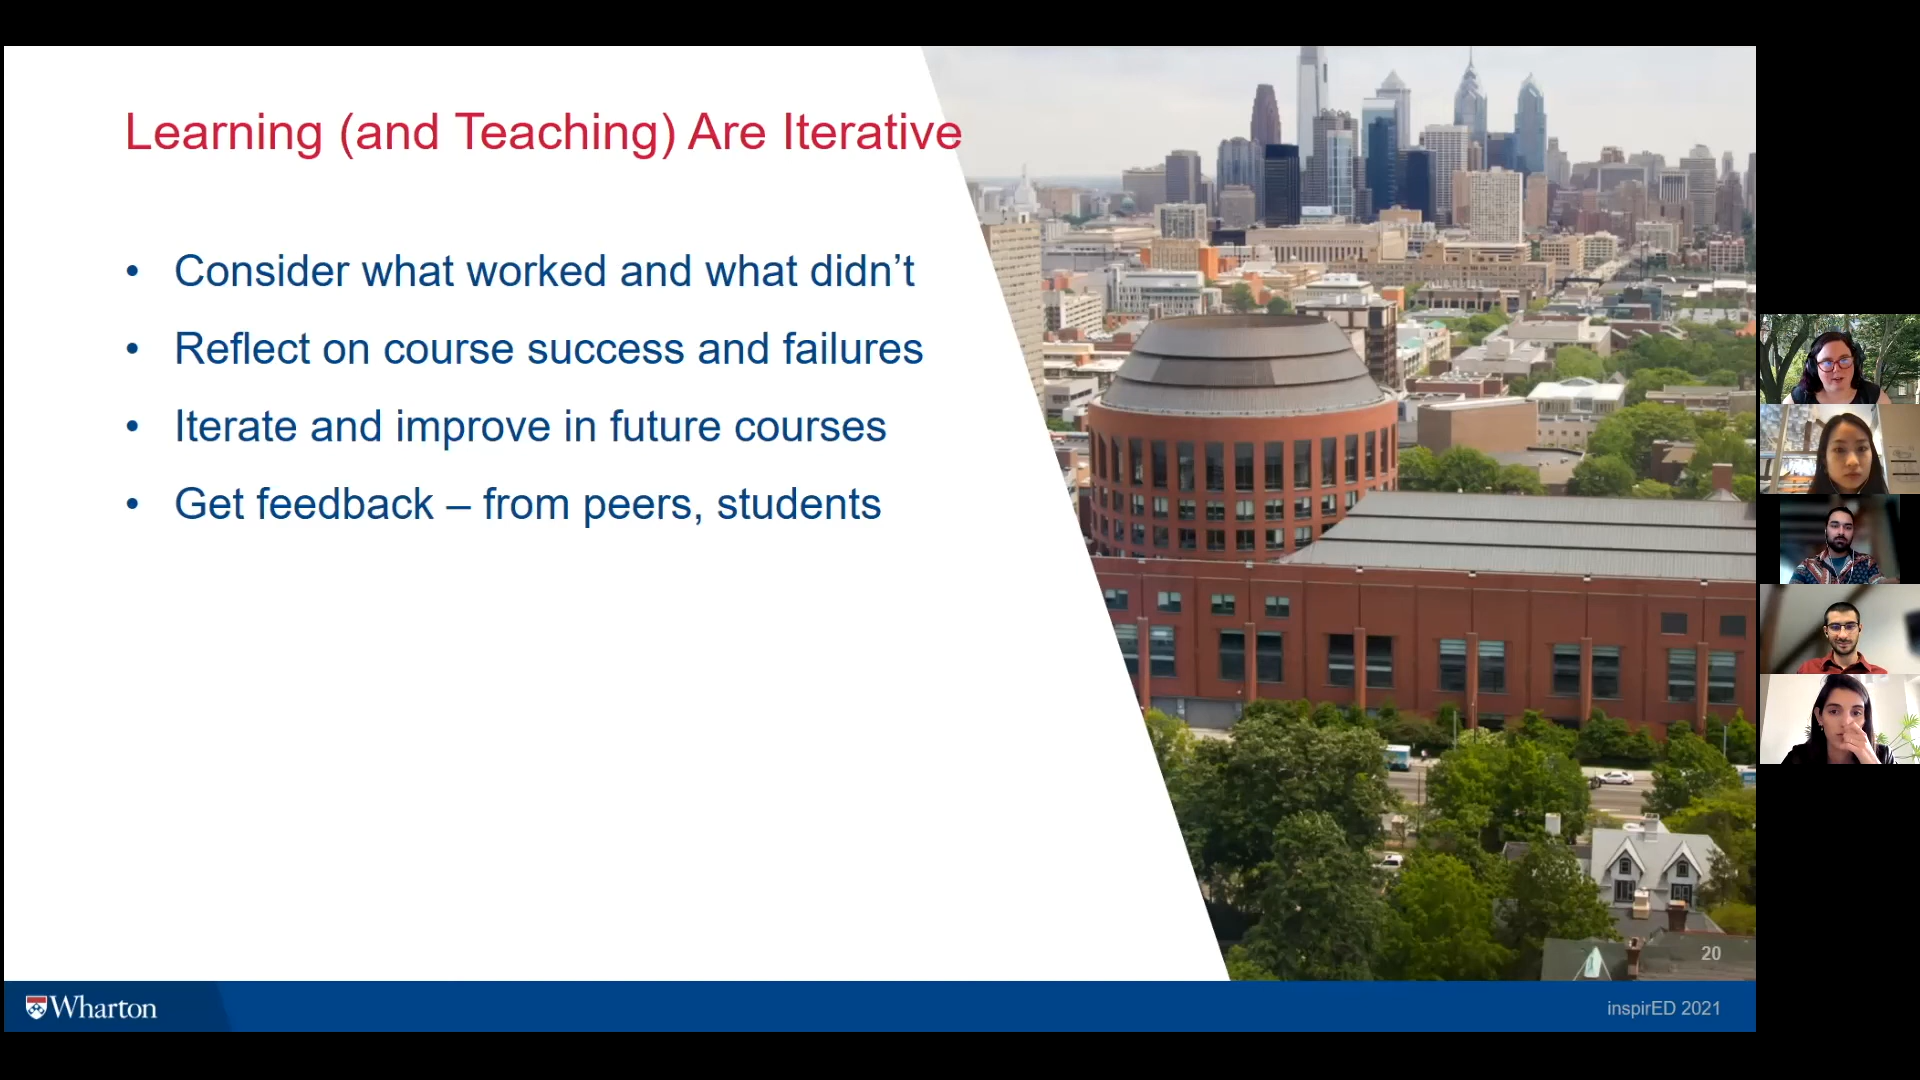 Learning (and Teaching) Are Iterative
• Consider what worked and what didn’t
• Reflect on course success and failures
• Iterate and improve in future courses
• Get feedback – from peers, students
20
Wharton
inspirED 2021